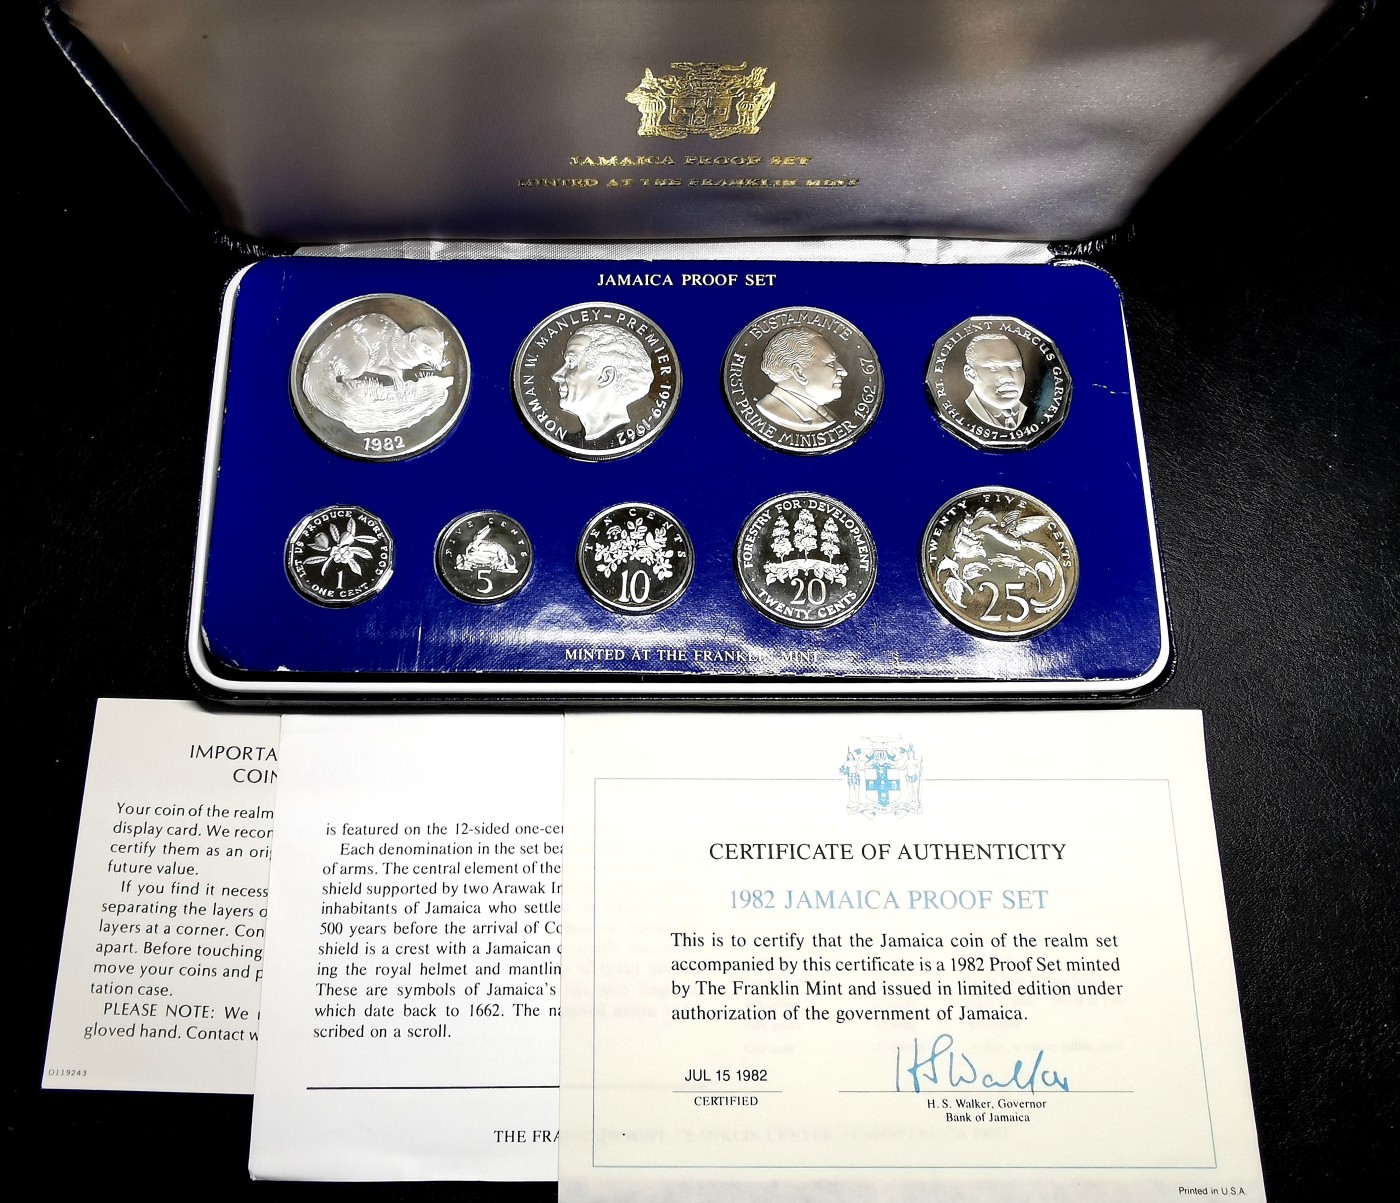 JAMAICA PROOF SET
MINTED AT THE FRANKLIN MINT
JAMAICA PROOF SET
1982
NORMAN W. MANLEY - PREMIER · 1959-1962
· BUSTAMANTE ·
FIRST PRIME MINISTER 1962-67
THE RT. EXCELLENT MARCUS GARVEY
· 1887-1940 ·
LET US PRODUCE MORE FOOD
1
· ONE CENT ·
FIVE CENTS
5
TEN CENTS
10
FORESTRY FOR DEVELOPMENT
20
· TWENTY CENTS ·
TWENTY FIVE CENTS
25
MINTED AT THE FRANKLIN MINT
IMPORTA
COIN
Your coin of the realm
display card. We recon
certify them as an orig
future value.
If you find it necess
separating the layers o
layers at a corner. Con
apart. Before touching
move your coins and p
tation case.
PLEASE NOTE: We
gloved hand. Contact w
0119243
is featured on the 12-sided one-cen
Each denomination in the set bea
of arms. The central element of the
shield supported by two Arawak In
inhabitants of Jamaica who settle
500 years before the arrival of Co
shield is a crest with a Jamaican c
ing the royal helmet and mantlin
These are symbols of Jamaica's
which date back to 1662. The na
scribed on a scroll.
THE FRA
CERTIFICATE OF AUTHENTICITY
1982 JAMAICA PROOF SET
This is to certify that the Jamaica coin of the realm set
accompanied by this certificate is a 1982 Proof Set minted
by The Franklin Mint and issued in limited edition under
authorization of the government of Jamaica.
JUL 15 1982
CERTIFIED
HSWalker
H. S. Walker, Governor
Bank of Jamaica
Printed in U.S.A.